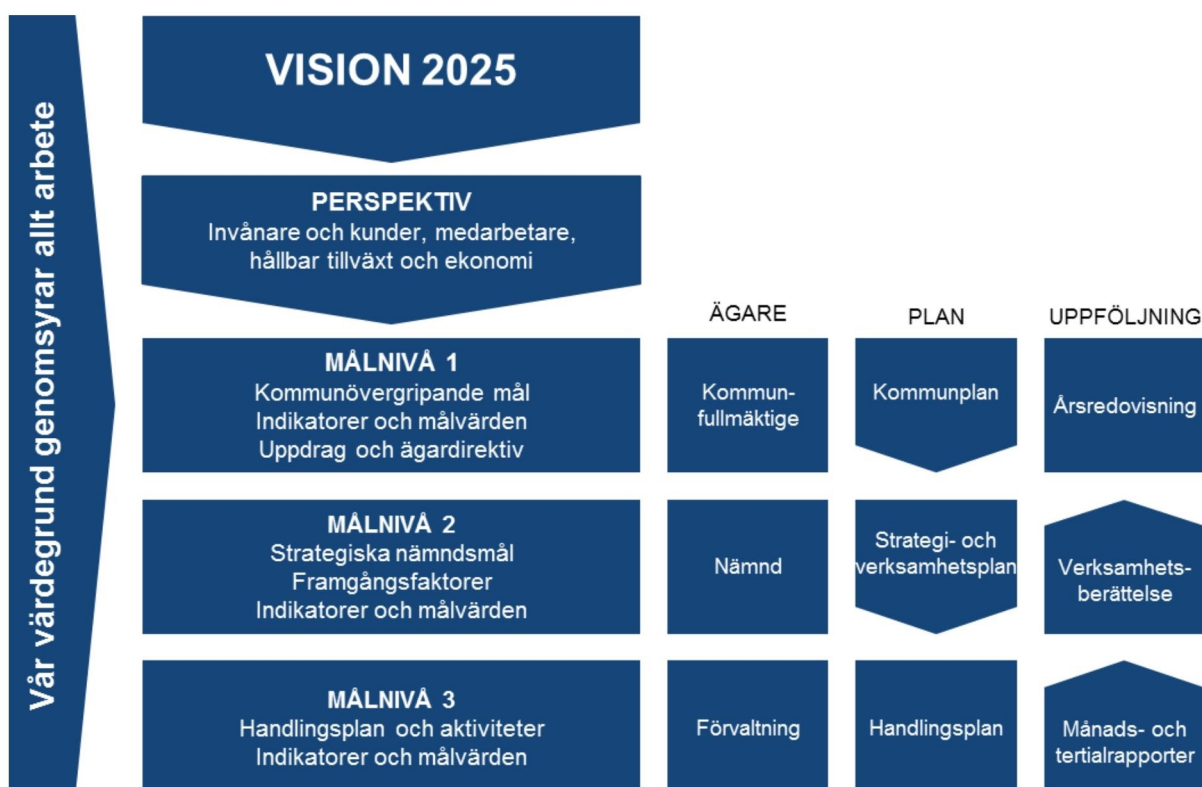 Vår värdegrund genomsyrar allt arbete
VISION 2025
PERSPEKTIV
Invånare och kunder, medarbetare,
hållbar tillväxt och ekonomi
ÄGARE
PLAN
UPPFÖLJNING
MÅLNIVÅ 1
Kommunövergripande mål
Indikatorer och målvärden
Uppdrag och ägardirektiv
Kommun-
fullmäktige
Kommunplan
Årsredovisning
MÅLNIVÅ 2
Strategiska nämndsmål
Framgångsfaktorer
Indikatorer och målvärden
Nämnd
Strategi- och
verksamhetsplan
Verksamhets-
berättelse
MÅLNIVÅ 3
Handlingsplan och aktiviteter
Indikatorer och målvärden
Förvaltning
Handlingsplan
Månads- och
tertialrapporter